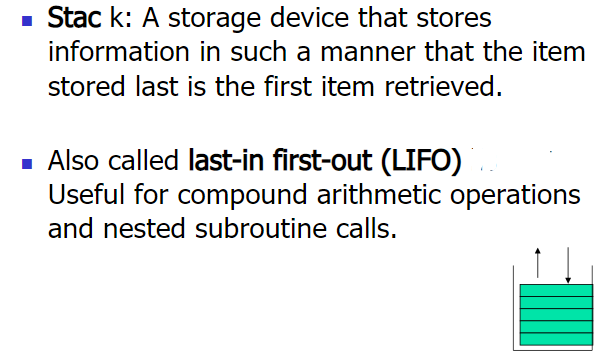 Stac k: A storage device that stores
information in such a manner that the item
stored last is the first item retrieved.
Also called last-in first-out (LIFO)
Useful for compound arithmetic operations
and nested subroutine calls.